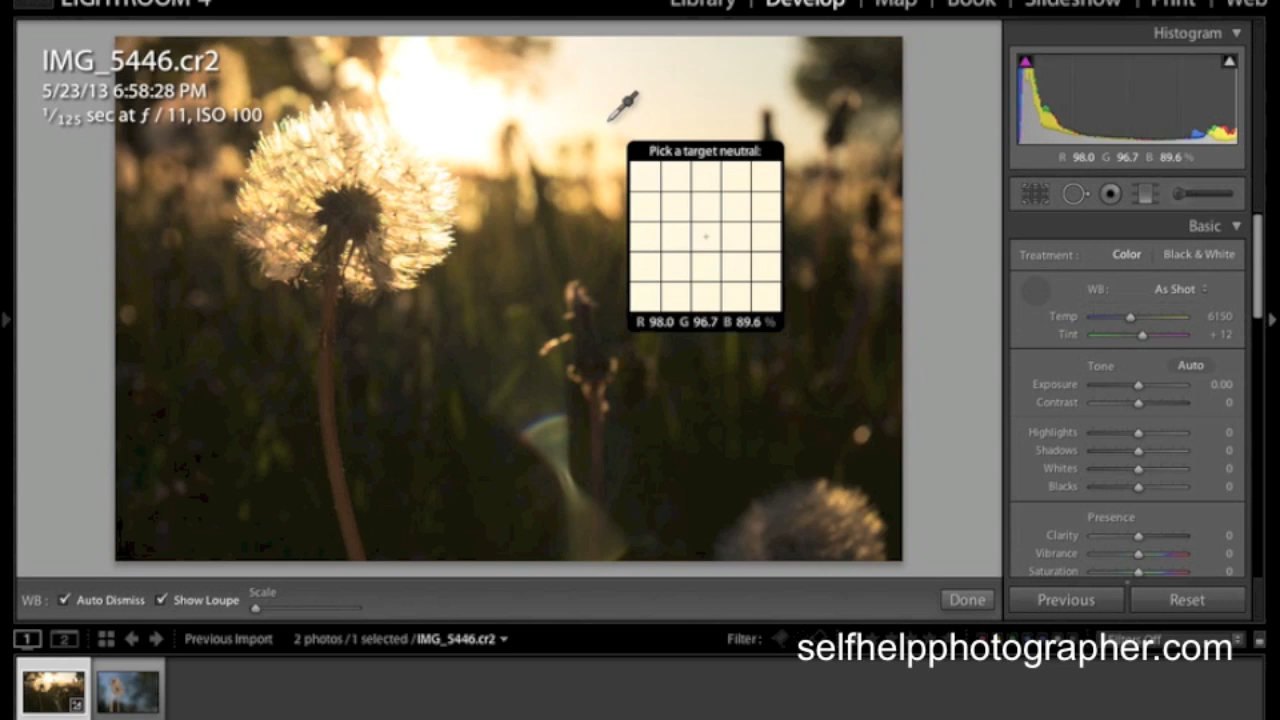 LIGHTROOM 4
Library | Develop | Map | Book | Slideshow | Print | Web
IMG_5446.cr2
5/23/13 6:58:28 PM
1/125 sec at ƒ / 11, ISO 100
Pick a target neutral:
R 98.0 G 96.7 B 89.6 %
Histogram
R 98.0 G 96.7 B 89.6 %
Basic
Treatment : Color | Black & White
WB : As Shot
Temp 6150
Tint + 12
Tone Auto
Exposure 0.00
Contrast 0
Highlights 0
Shadows 0
Whites 0
Blacks 0
Presence
Clarity 0
Vibrance 0
Saturation 0
WB : Auto Dismiss Show Loupe Scale Done
Previous Reset
1 2 Previous Import 2 photos / 1 selected / IMG_5446.cr2 Filter : Filters Off
selfhelpphotographer.com